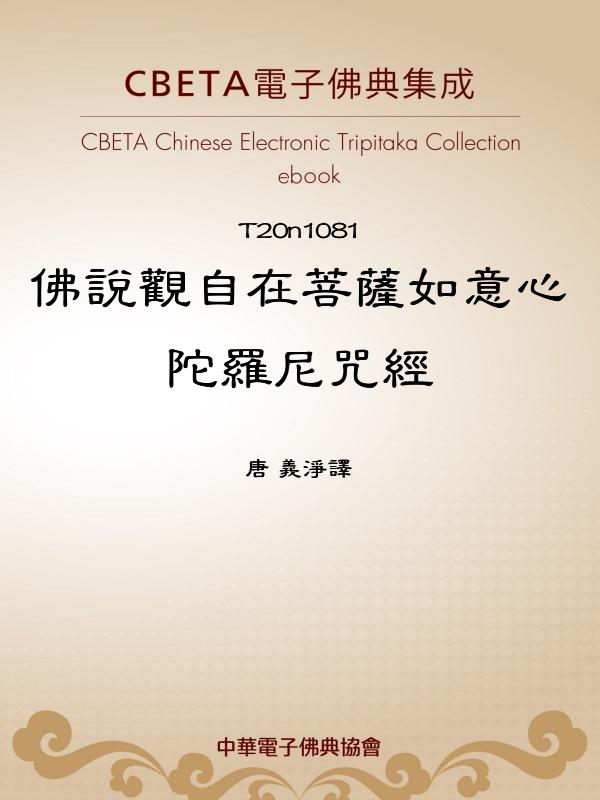 CBETA電子佛典集成
CBETA Chinese Electronic Tripitaka Collection
ebook
T20n1081
佛說觀自在菩薩如意心
陀羅尼咒經
唐 義淨譯
中華電子佛典協會